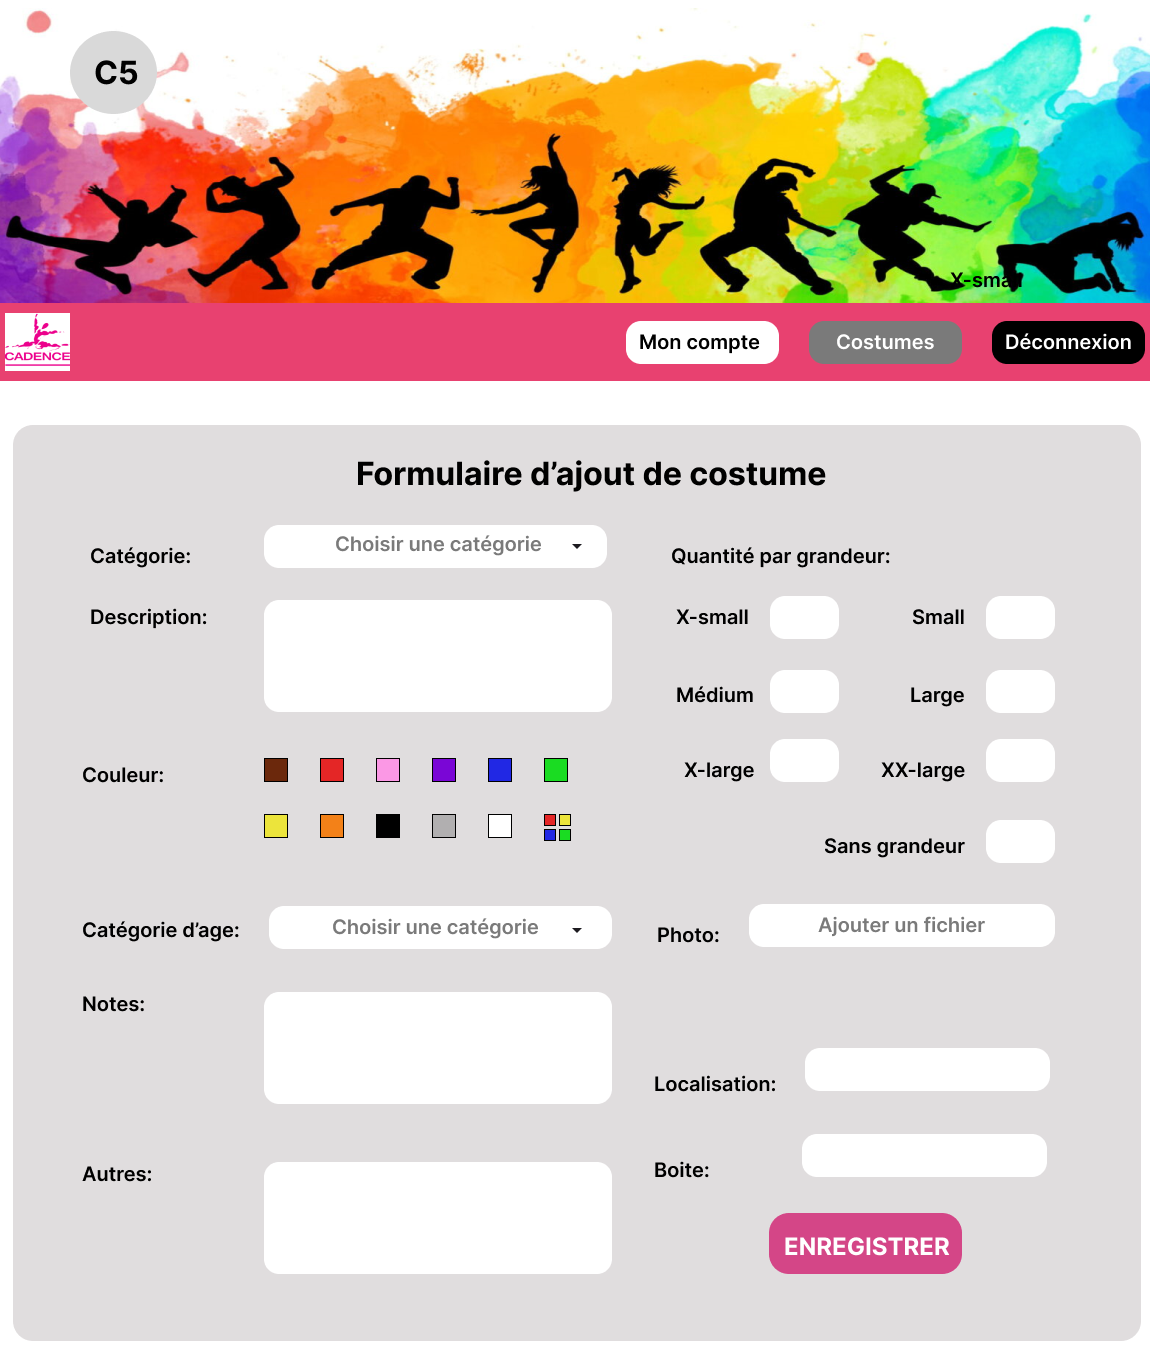 C5
X-small
CADENCE
Mon compte
Costumes
Déconnexion
Formulaire d’ajout de costume
Catégorie:
Choisir une catégorie
Quantité par grandeur:
Description:
X-small
Small
Médium
Large
Couleur:
X-large
XX-large
Sans grandeur
Catégorie d’age:
Choisir une catégorie
Photo:
Ajouter un fichier
Notes:
Localisation:
Autres:
Boite:
ENREGISTRER